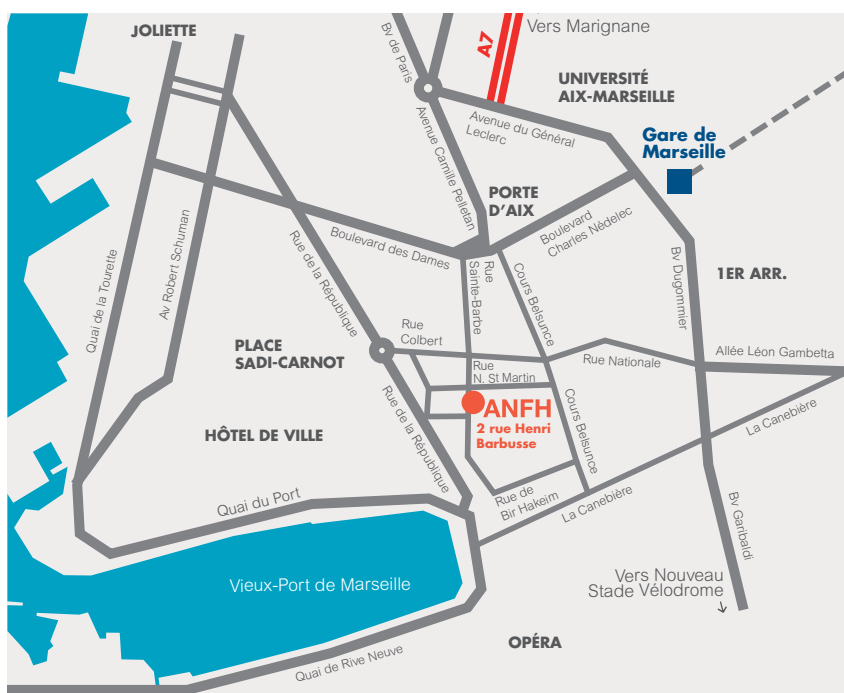 JOLIETTE
Bv de Paris
A7
Vers Marignane
UNIVERSITÉ
AIX-MARSEILLE
Avenue du Général
Leclerc
Gare de
Marseille
Avenue Camille Pelletan
PORTE
D'AIX
Boulevard
Charles Nèdelec
Boulevard des Dames
Rue
Sainte-Barbe
Cours Belsunce
Bv Dugommier
1ER ARR.
Quai de la Tourette
Av Robert Schuman
Rue de la République
PLACE
SADI-CARNOT
Rue
Colbert
Rue
N. St Martin
Rue Nationale
Allée Léon Gambetta
ANFH
2 rue Henri
Barbusse
Cours Belsunce
La Canebière
HÔTEL DE VILLE
Rue de la République
Quai du Port
Rue de
Bir Hakeim
La Canebière
Bv Garibaldi
Vieux-Port de Marseille
Vers Nouveau
Stade Vélodrome
OPÉRA
Quai de Rive Neuve